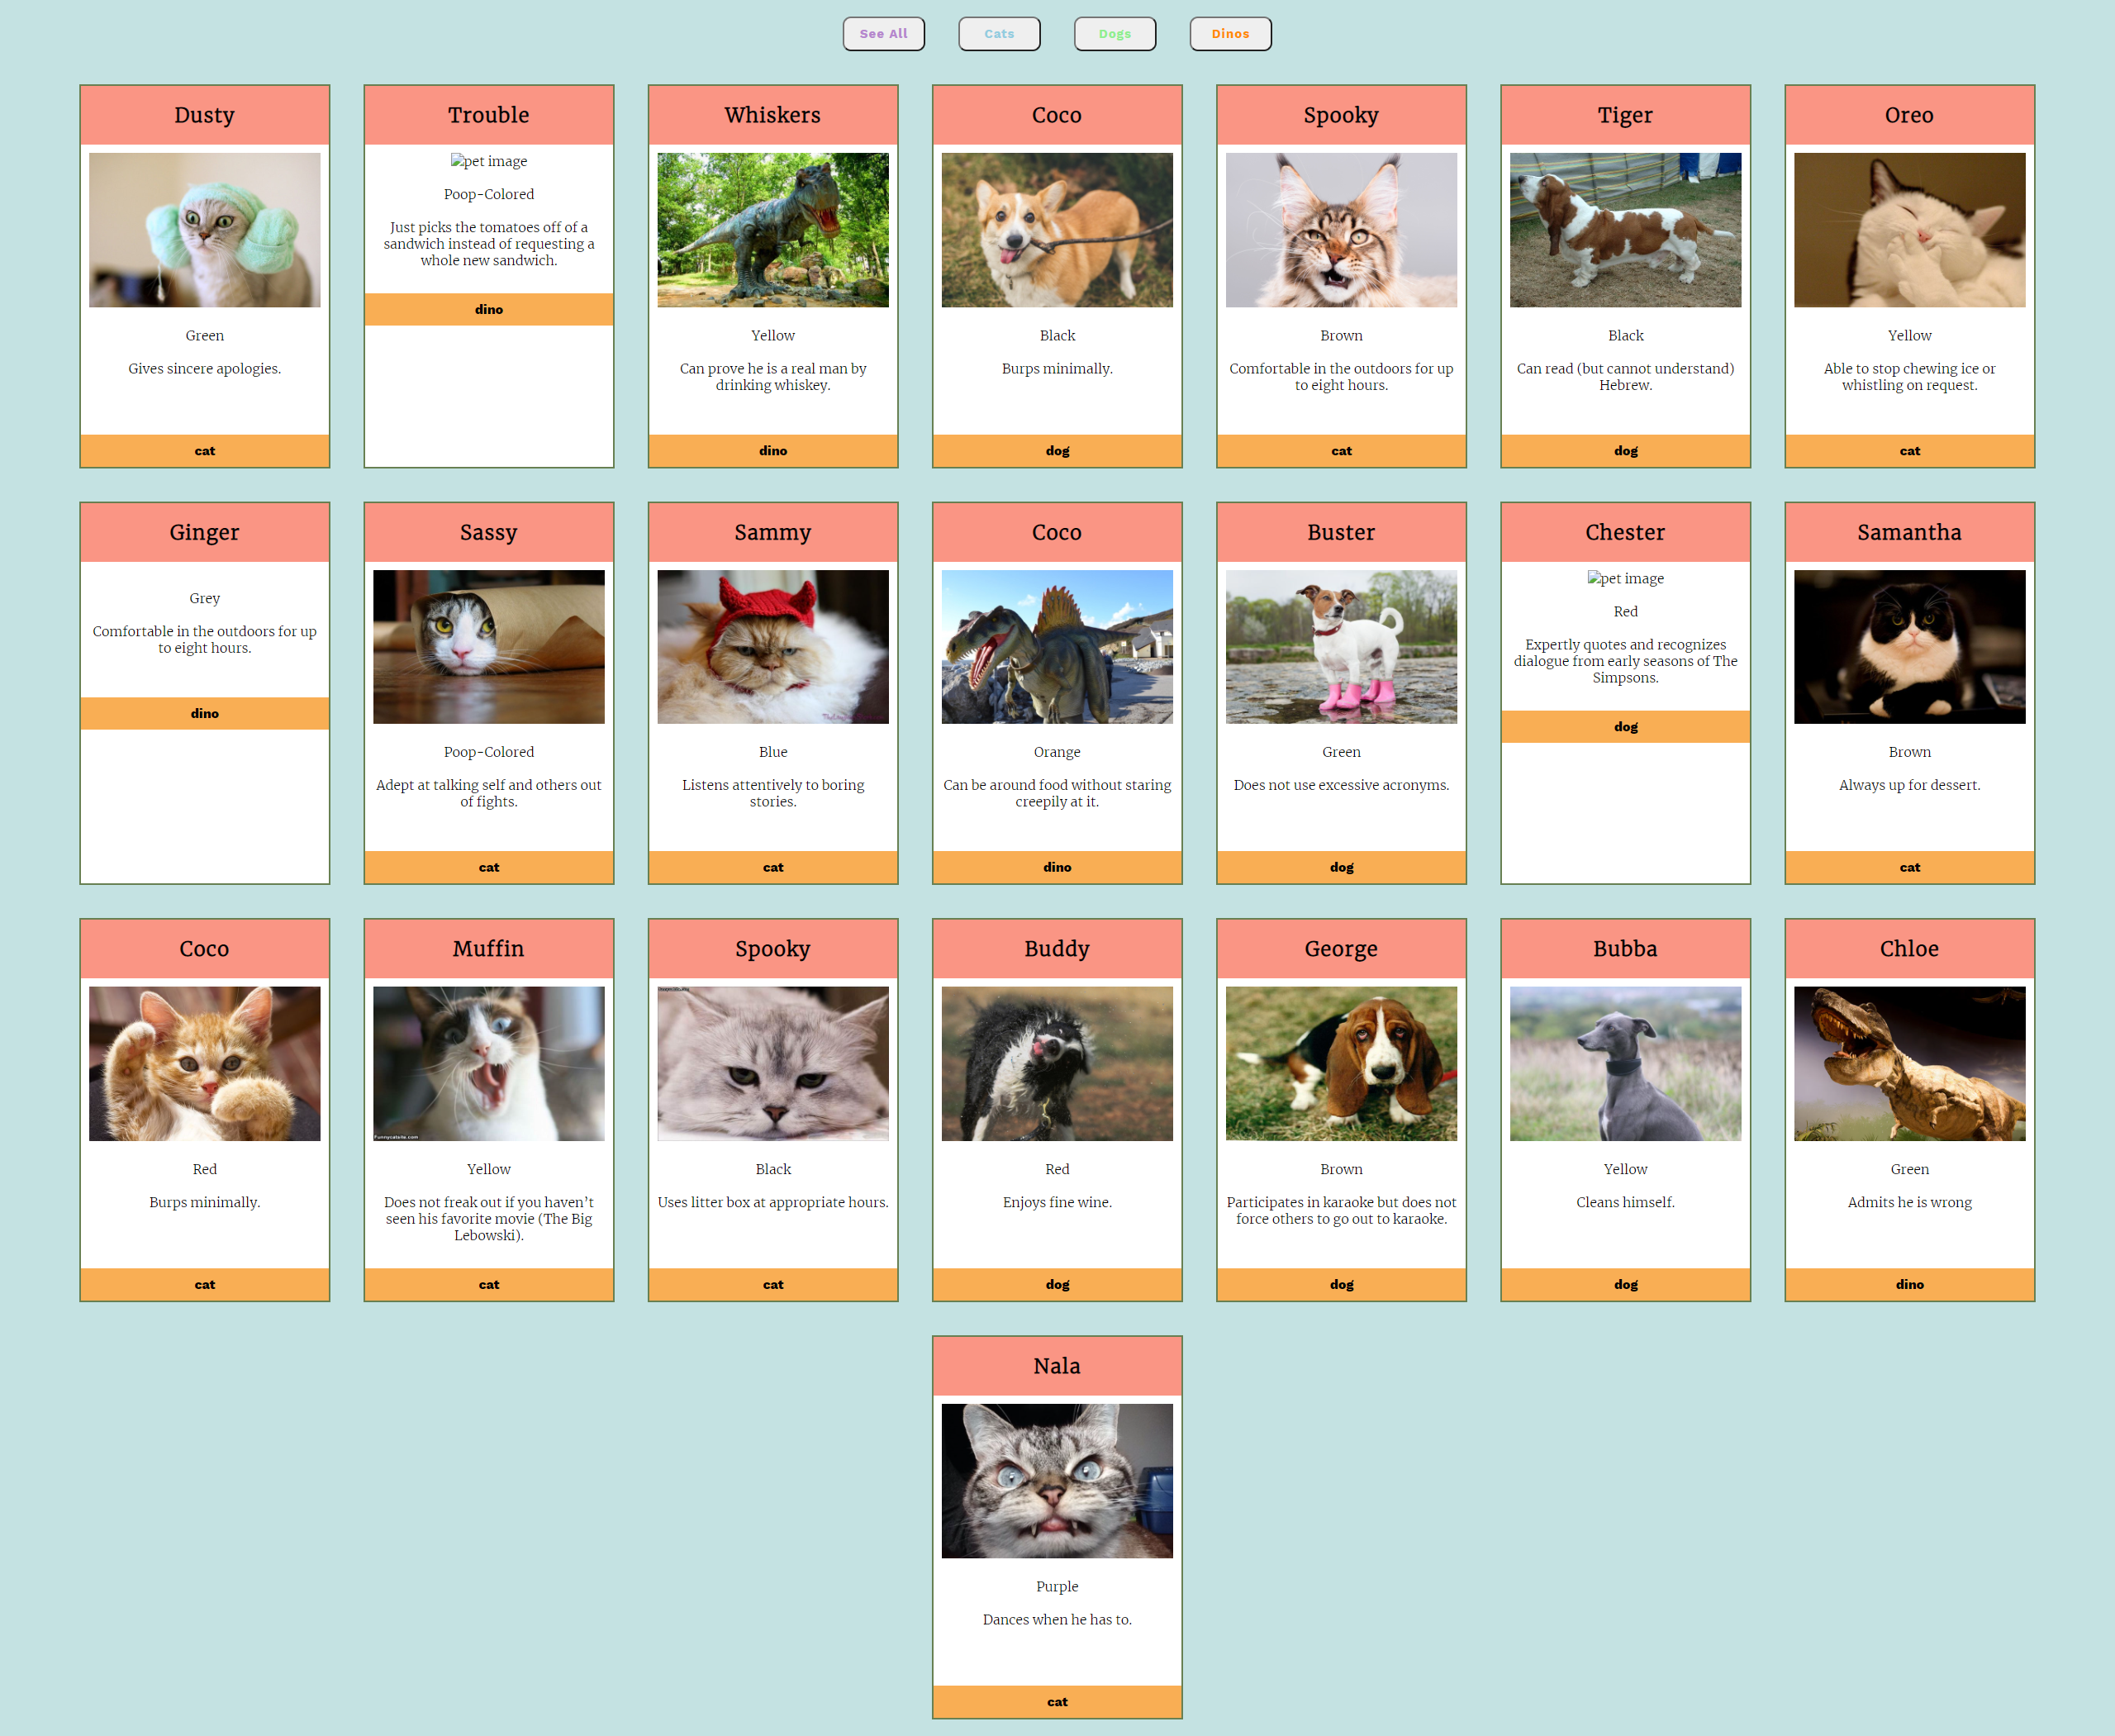 See All
Cats
Dogs
Dinos
Dusty
Green
Gives sincere apologies.
cat
Trouble
pet image
Poop-Colored
Just picks the tomatoes off of a
sandwich instead of requesting a
whole new sandwich.
dino
Whiskers
Yellow
Can prove he is a real man by
drinking whiskey.
dino
Coco
Black
Burps minimally.
dog
Spooky
Brown
Comfortable in the outdoors for up
to eight hours.
cat
Tiger
Black
Can read (but cannot understand)
Hebrew.
dog
Oreo
Yellow
Able to stop chewing ice or
whistling on request.
cat
Ginger
Grey
Comfortable in the outdoors for up
to eight hours.
dino
Sassy
Poop-Colored
Adept at talking self and others out
of fights.
cat
Sammy
Blue
Listens attentively to boring
stories.
cat
Coco
Orange
Can be around food without staring
creepily at it.
dino
Buster
Green
Does not use excessive acronyms.
dog
Chester
pet image
Red
Expertly quotes and recognizes
dialogue from early seasons of The
Simpsons.
dog
Samantha
Brown
Always up for dessert.
cat
Coco
Red
Burps minimally.
cat
Muffin
Funnycatsite.com
Yellow
Does not freak out if you haven’t
seen his favorite movie (The Big
Lebowski).
cat
Spooky
Black
Uses litter box at appropriate hours.
cat
Buddy
Red
Enjoys fine wine.
dog
George
Brown
Participates in karaoke but does not
force others to go out to karaoke.
dog
Bubba
Yellow
Cleans himself.
dog
Chloe
Green
Admits he is wrong
dino
Nala
Purple
Dances when he has to.
cat